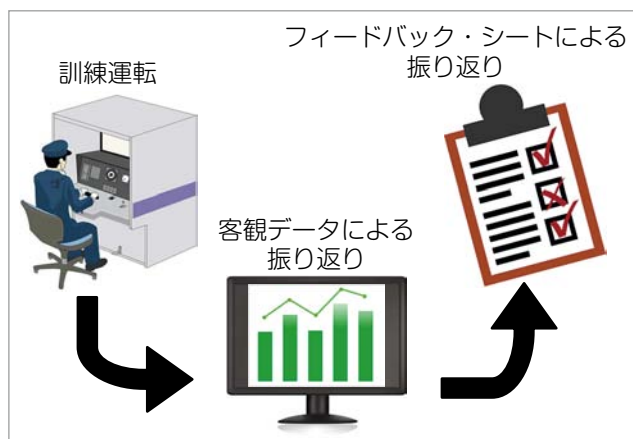 訓練運転
客観データによる
振り返り
フィードバック・シートによる
振り返り